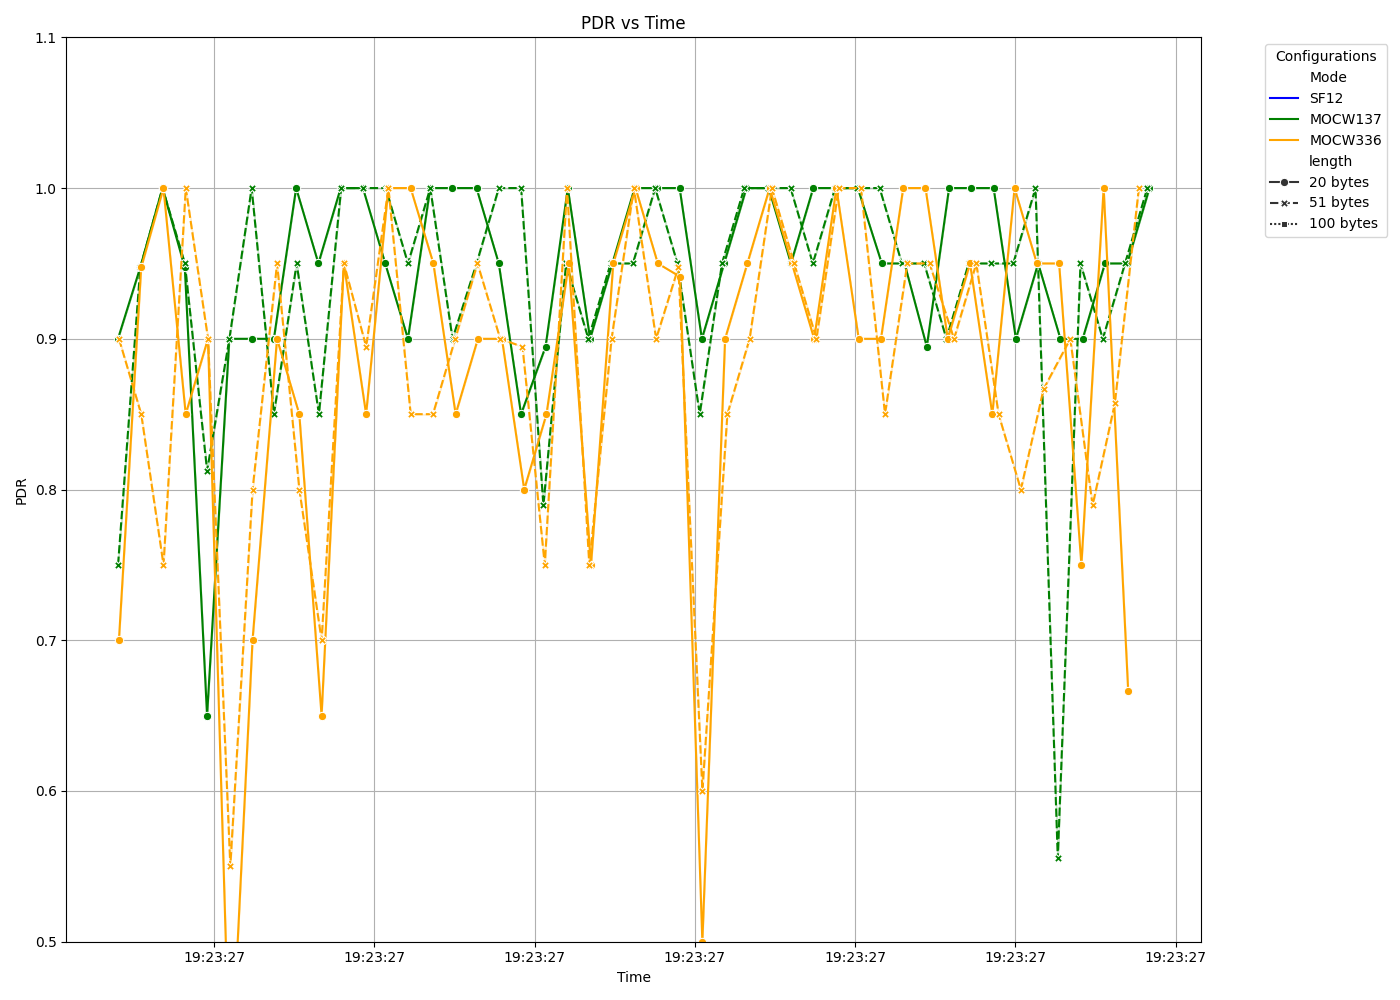 PDR vs Time
1.1
1.0
0.9
0.8
0.7
0.6
0.5
PDR
19:23:27
19:23:27
19:23:27
19:23:27
19:23:27
19:23:27
19:23:27
Time
Configurations
Mode
SF12
MOCW137
MOCW336
length
20 bytes
51 bytes
100 bytes